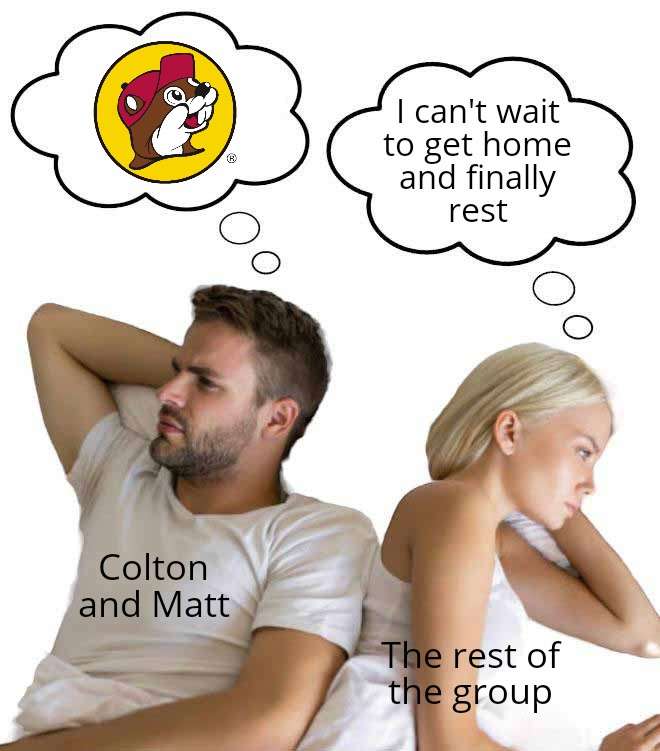 ®
I can't wait
to get home
and finally
rest
Colton
and Matt
The rest of
the group